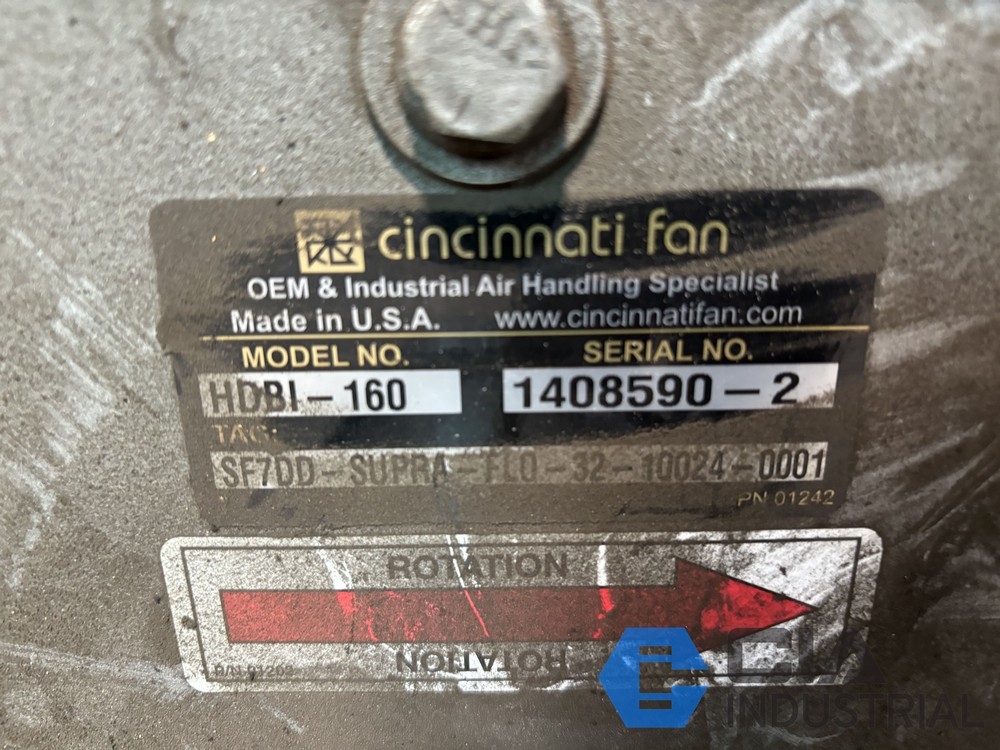 cincinnati fan
OEM & Industrial Air Handling Specialist
Made in U.S.A. www.cincinnatifan.com
MODEL NO. SERIAL NO.
HDBI-160 1408590-2
TAG:
SF7DD-SUPRA-FLO-32-10024-0001
PN 01242
ROTATION
ROTATION
INDUSTRIAL